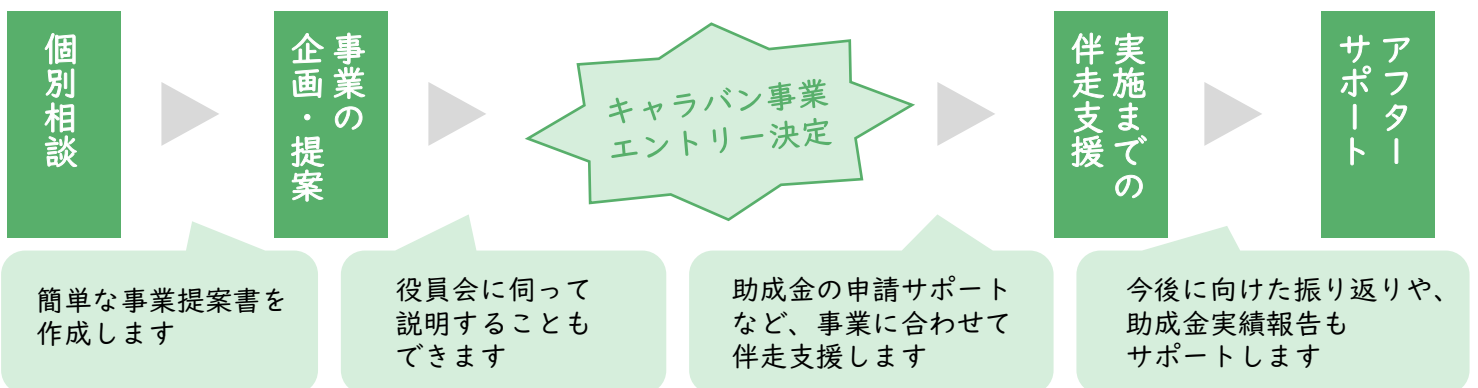 個別相談
事業の
企画・提案
キャラバン事業
エントリー決定
実施までの
伴走支援
アフター
サポート
簡単な事業提案書を
作成します
役員会に伺って
説明することも
できます
助成金の申請サポート
など、事業に合わせて
伴走支援します
今後に向けた振り返りや、
助成金実績報告も
サポートします